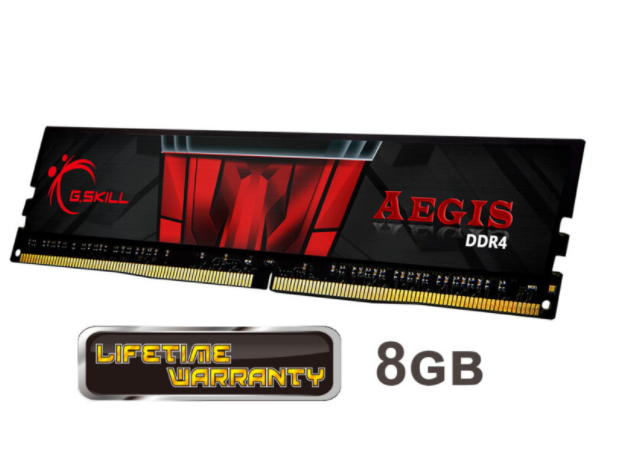 G.SKILL
AEGIS
DDR4
LIFETIME
WARRANTY
8GB